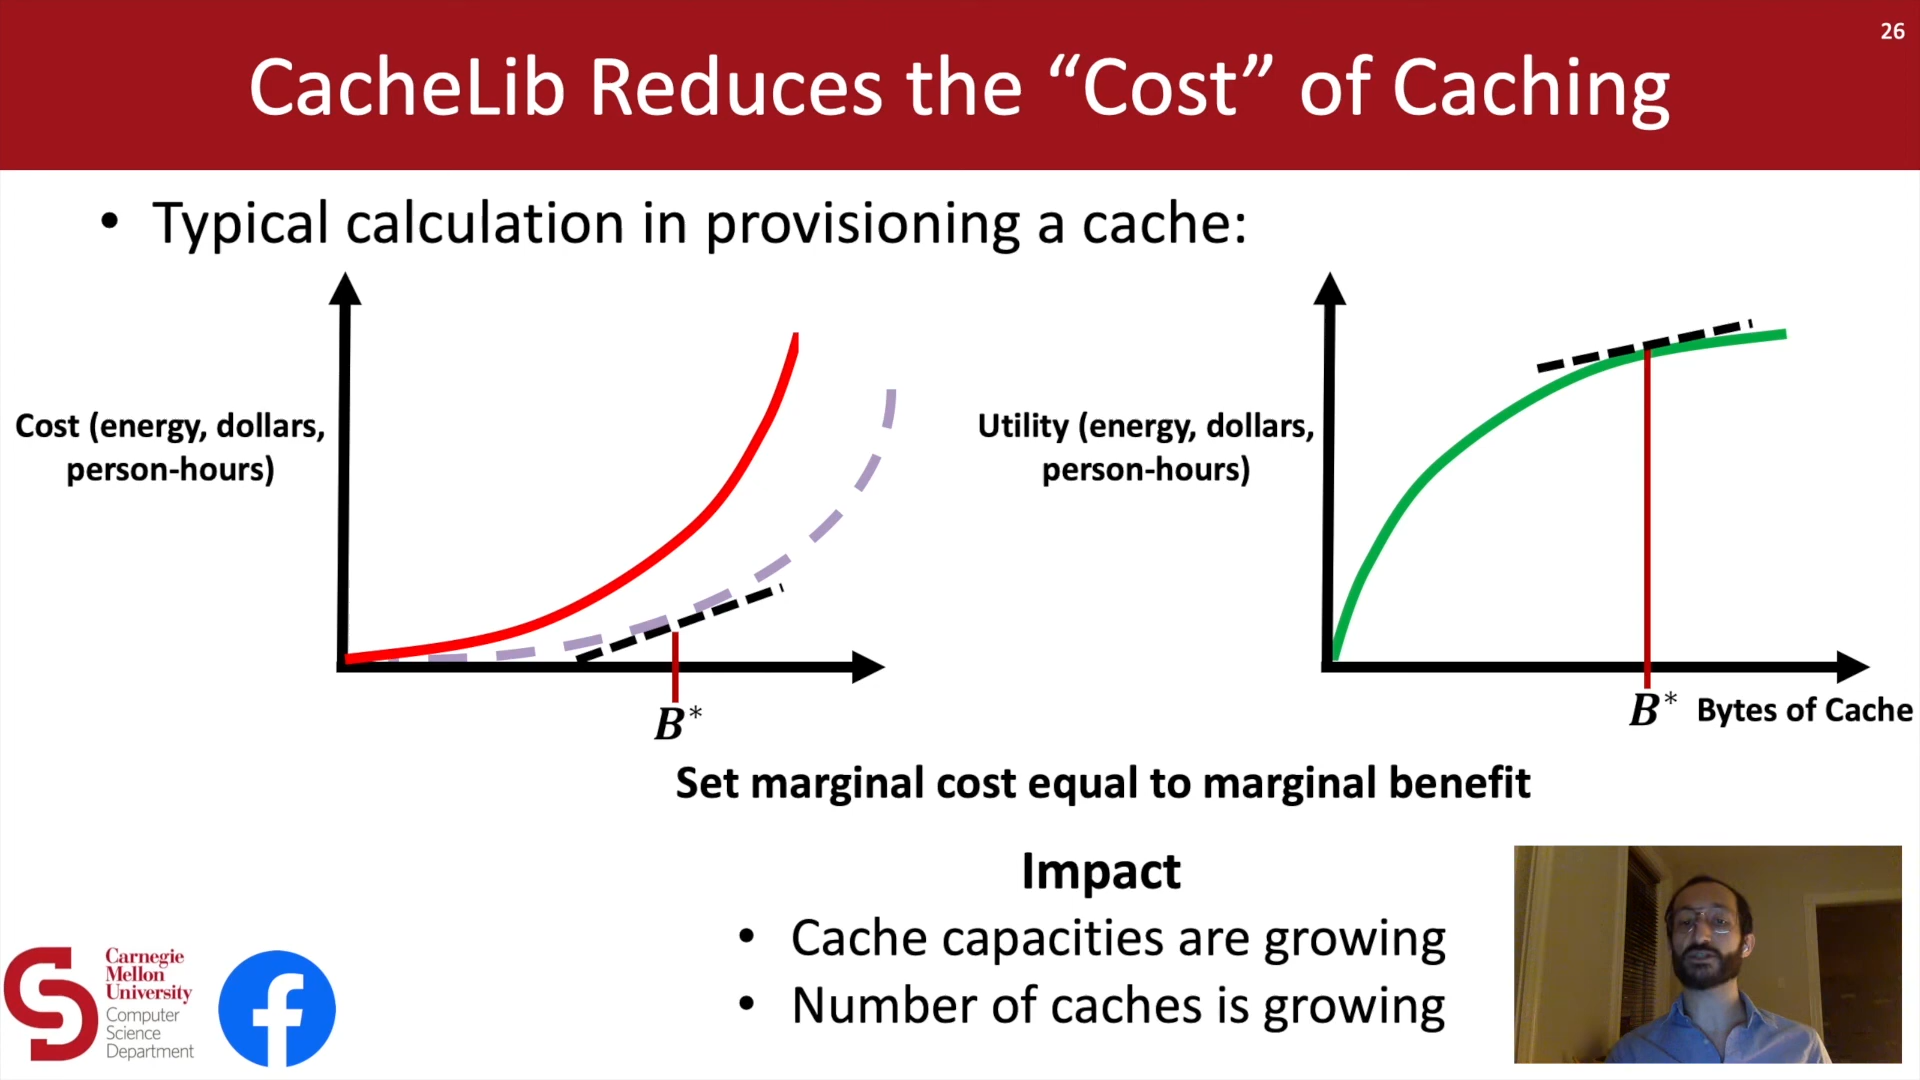 26
CacheLib Reduces the “Cost” of Caching
• Typical calculation in provisioning a cache:
Cost (energy, dollars,
person-hours)
B*
Utility (energy, dollars,
person-hours)
B*
Bytes of Cache
Set marginal cost equal to marginal benefit
Impact
• Cache capacities are growing
• Number of caches is growing
Carnegie
Mellon
University
Computer
Science
Department
f